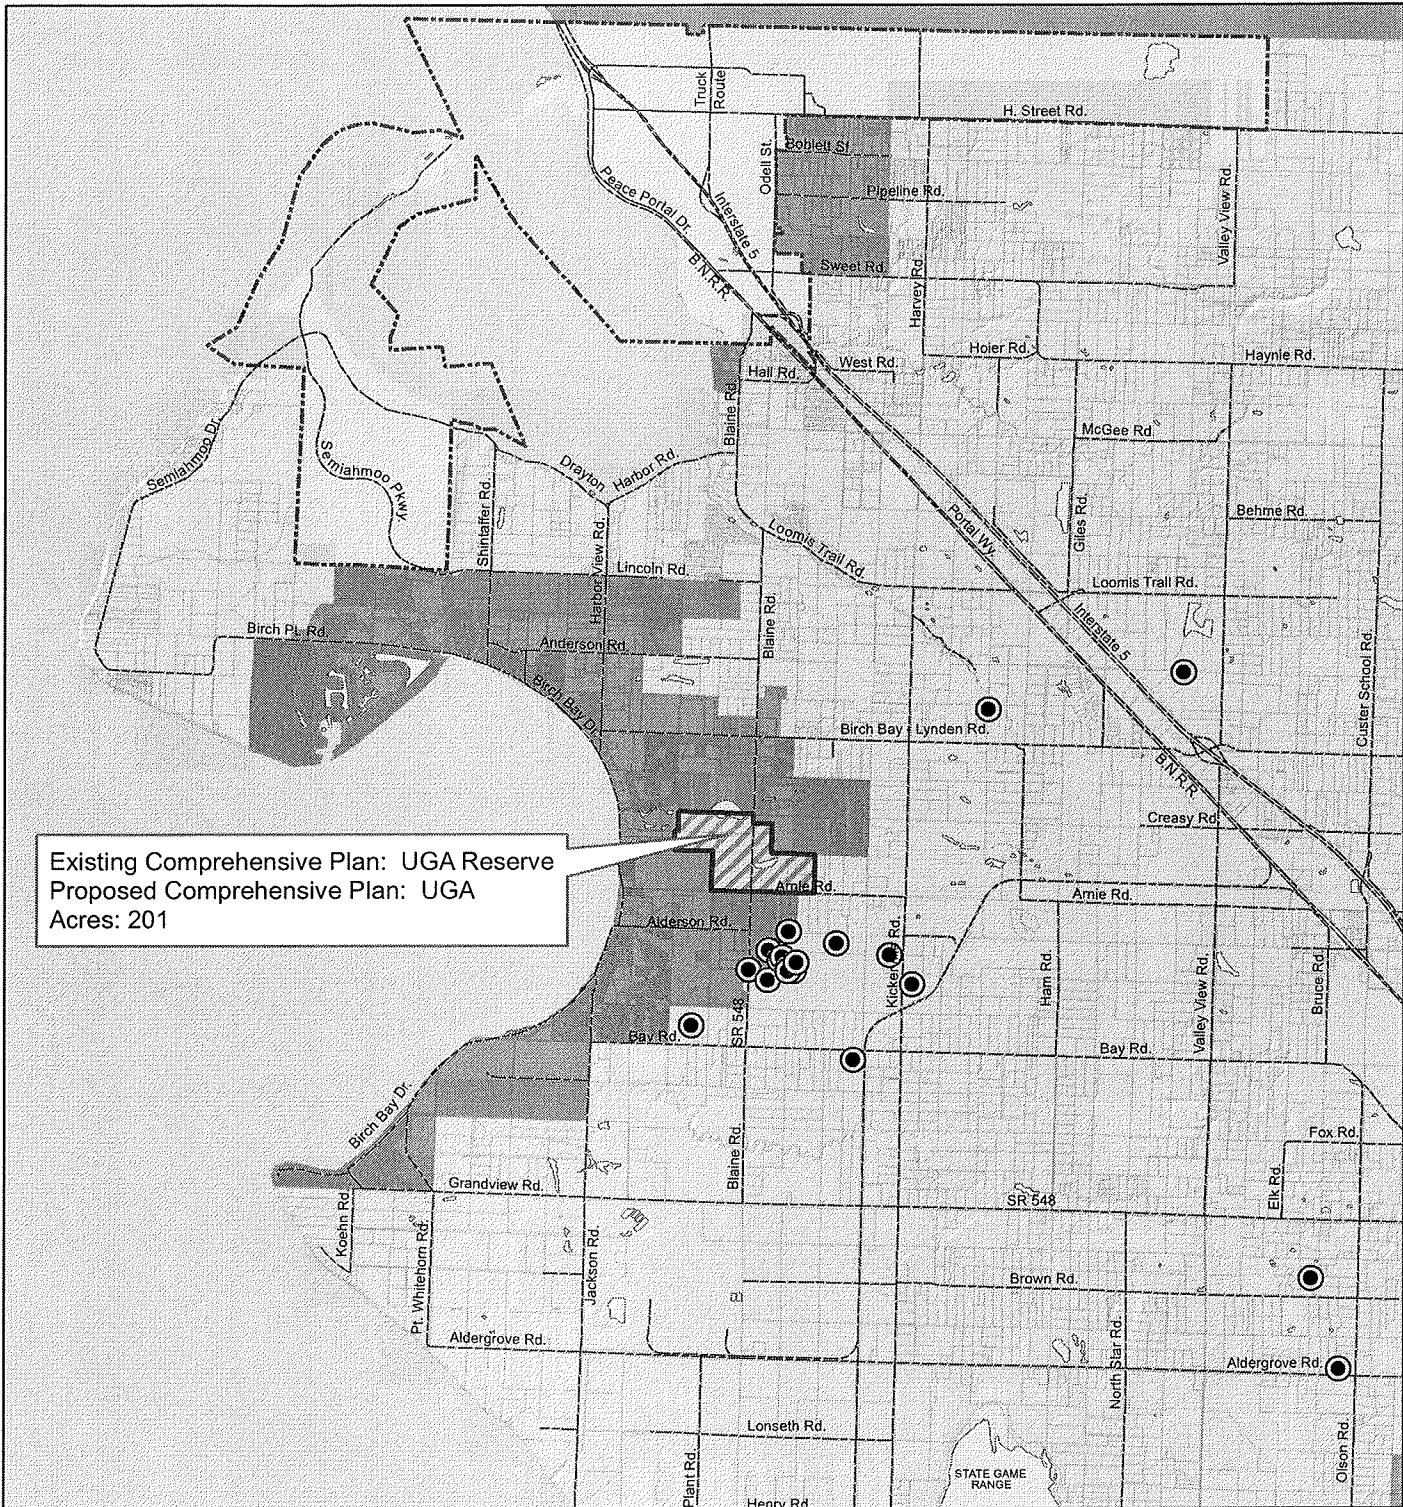 Truck
Route
H. Street Rd.
Boblett St
Odell St.
Pipeline Rd.
Valley View Rd.
Peace Portal Dr.
Interstate 5
B.N.R.R.
Sweet Rd.
Harvey Rd.
Hoier Rd.
Haynie Rd.
West Rd.
Hall Rd.
Blairie Rd.
McGee Rd.
Semiahmoo Dr.
Semiahmoo Pkwy.
Drayton
Harbor Rd.
Shintaffer Rd.
Harbor View Rd.
Loomis Trail Rd.
Portal Wy.
Giles Rd.
Behme Rd.
Lincoln Rd.
Loomis Trall Rd.
Interstate 5
Blaine Rd.
Birch Pt. Rd.
Anderson Rd.
Custer School Rd.
Birch Bay Dr.
Birch Bay - Lynden Rd.
B.N.R.R
Creasy Rd.
Existing Comprehensive Plan: UGA Reserve
Proposed Comprehensive Plan: UGA
Acres: 201
Arnie Rd.
Arnie Rd.
Alderson Rd.
Ham Rd.
Valley View Rd.
Bruce Rd.
SR 548
Bay Rd.
Bay Rd.
Birch Bay Dr.
Blaine Rd.
Fox Rd.
Elk Rd.
Grandview Rd.
SR 548
Koehn Rd.
Pt. Whitehorn Rd.
Jackson Rd.
Brown Rd.
North Star Rd.
Aldergrove Rd.
Aldergrove Rd.
Lonseth Rd.
Olson Rd.
Plant Rd.
STATE GAME
RANGE
Henry Rd.